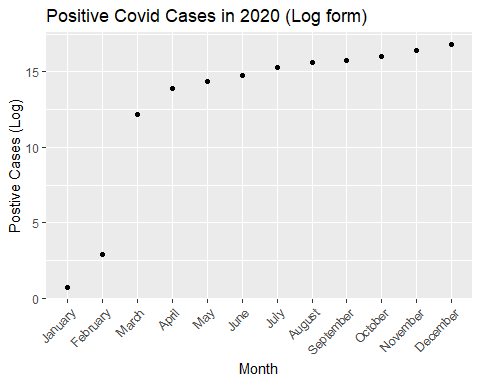 Positive Covid Cases in 2020 (Log form)
Postive Cases (Log)
15
10
5
0
January
February
March
April
May
June
July
August
September
October
November
December
Month